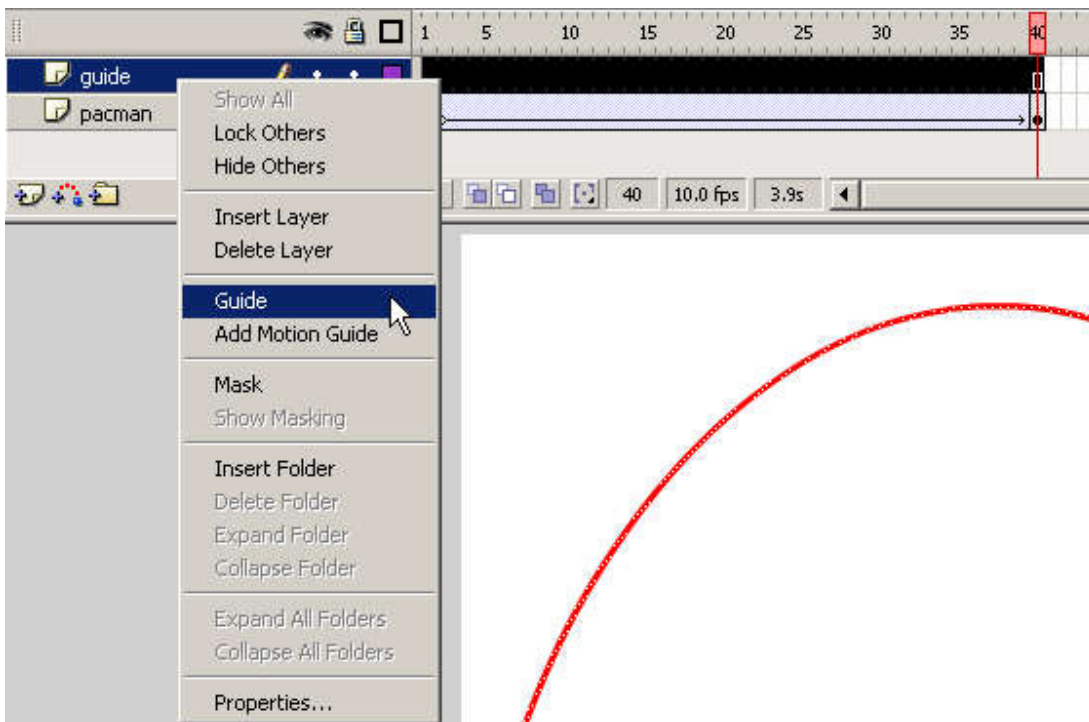 1 5 10 15 20 25 30 35 40
guide
pacman
40 10.0 fps 3.9s
Show All
Lock Others
Hide Others
Insert Layer
Delete Layer
Guide
Add Motion Guide
Mask
Show Masking
Insert Folder
Delete Folder
Expand Folder
Collapse Folder
Expand All Folders
Collapse All Folders
Properties...